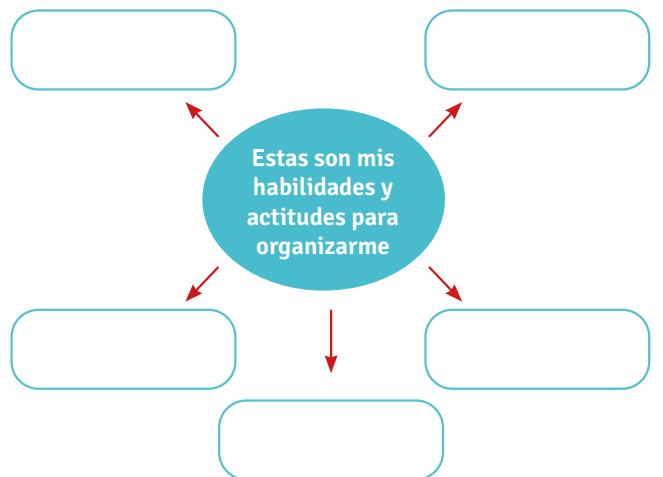 Estas son mis
habilidades y
actitudes para
organizarme